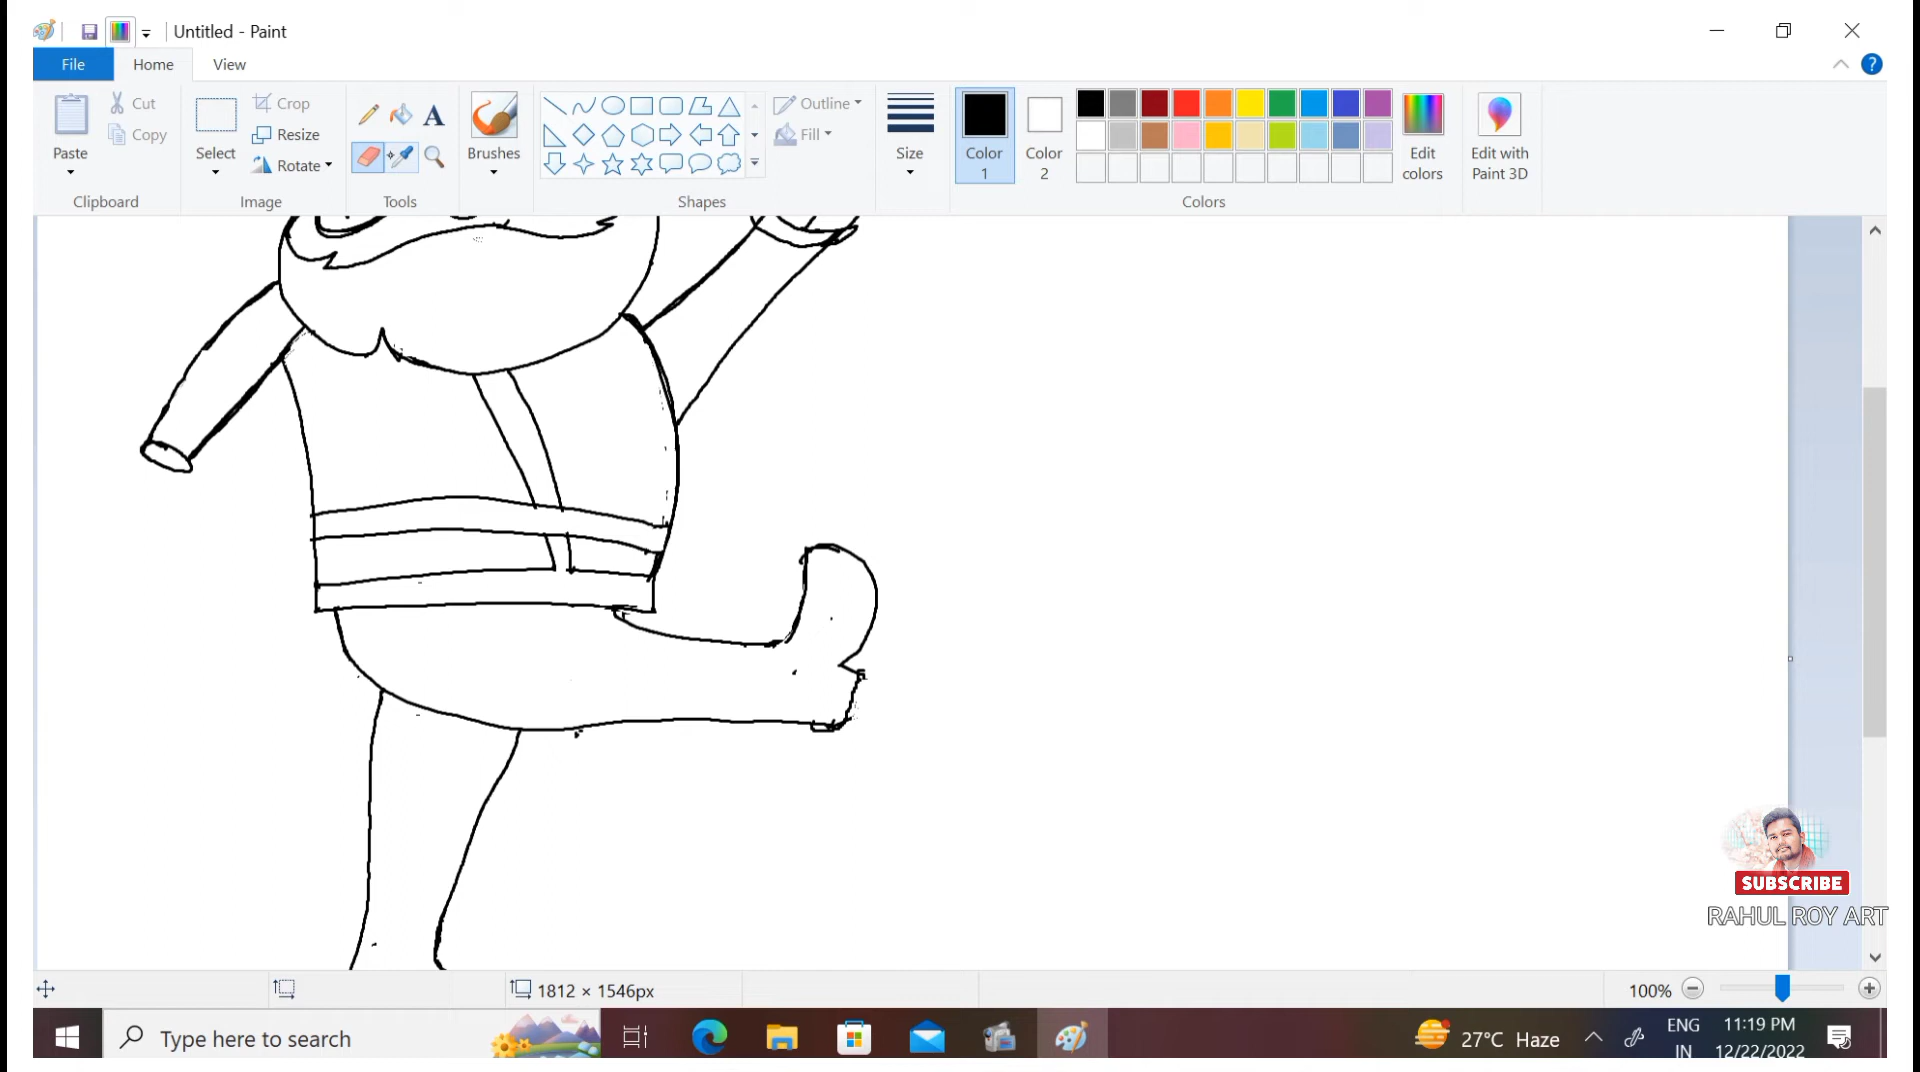 Untitled - Paint
File Home View
Paste
Cut
Copy
Clipboard
Select
Crop
Resize
Rotate
Image
A
Tools
Brushes
Shapes
Outline
Fill
Size
Color 1
Color 2
Colors
Edit colors
Edit with Paint 3D
SUBSCRIBE
RAHUL ROY ART
1812 × 1546px
100%
Type here to search
27°C Haze
ENG
IN
11:19 PM
12/22/2022